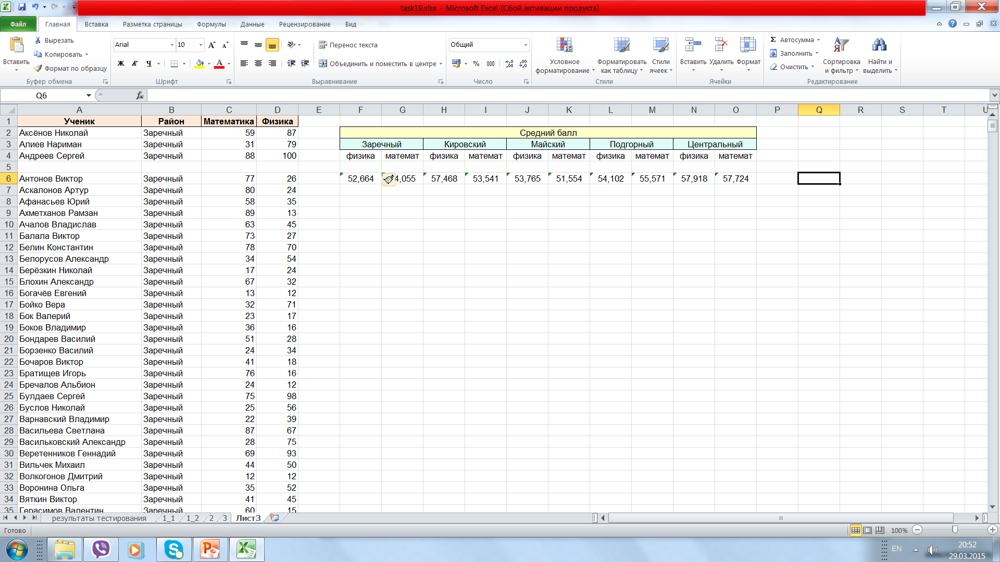 task19.xlsx - Microsoft Excel (Сбой активации продукта)
Файл Главная Вставка Разметка страницы Формулы Данные Рецензирование Вид
Вставить
Вырезать
Копировать
Формат по образцу
Буфер обмена
Arial 10
Ж К Ч А
Шрифт
Перенос текста
Объединить и поместить в центре
Выравнивание
Общий
% 000
Число
Условное форматирование
Форматировать как таблицу
Стили ячеек
Стили
Вставить Удалить Формат
Ячейки
Σ Автосумма
Заполнить
Очистить
Сортировка и фильтр
Найти и выделить
Редактирование
Q6 fx
A B C D E F G H I J K L M N O P Q R S T U
1 Ученик Район Математика Физика
2 Аксёнов Николай Заречный 59 87 Средний балл
3 Алиев Нариман Заречный 31 79 Заречный Кировский Майский Подгорный Центральный
4 Андреев Сергей Заречный 88 100 физика математ физика математ физика математ физика математ физика математ
5
6 Антонов Виктор Заречный 77 26 52,664 4,055 57,468 53,541 53,765 51,554 54,102 55,571 57,918 57,724
7 Аскалонов Артур Заречный 80 24
8 Афанасьев Юрий Заречный 58 35
9 Ахметханов Рамзан Заречный 89 13
10 Ачалов Владислав Заречный 63 45
11 Балала Виктор Заречный 73 27
12 Белин Константин Заречный 78 70
13 Белорусов Александр Заречный 34 54
14 Берёзкин Николай Заречный 17 24
15 Блохин Александр Заречный 67 32
16 Богачёв Евгений Заречный 13 12
17 Бойко Вера Заречный 32 71
18 Бок Валерий Заречный 23 17
19 Боков Владимир Заречный 36 16
20 Бондарев Василий Заречный 51 28
21 Борзенко Василий Заречный 24 34
22 Бочаров Виктор Заречный 41 18
23 Братищев Игорь Заречный 76 16
24 Бречалов Альбион Заречный 24 12
25 Булдаев Сергей Заречный 75 98
26 Буслов Николай Заречный 25 56
27 Варнавский Владимир Заречный 22 39
28 Васильева Светлана Заречный 87 67
29 Васильковский Александр Заречный 28 75
30 Веретенников Геннадий Заречный 69 93
31 Вильчек Михаил Заречный 44 50
32 Волкогонов Дмитрий Заречный 12 12
33 Воронина Ольга Заречный 35 52
34 Вяткин Виктор Заречный 41 45
35 Герасимов Валентин Заречный 60 15
результаты тестирования 1_1 1_2 2 3 Лист3
Готово 100%
EN 20:52
29.03.2015